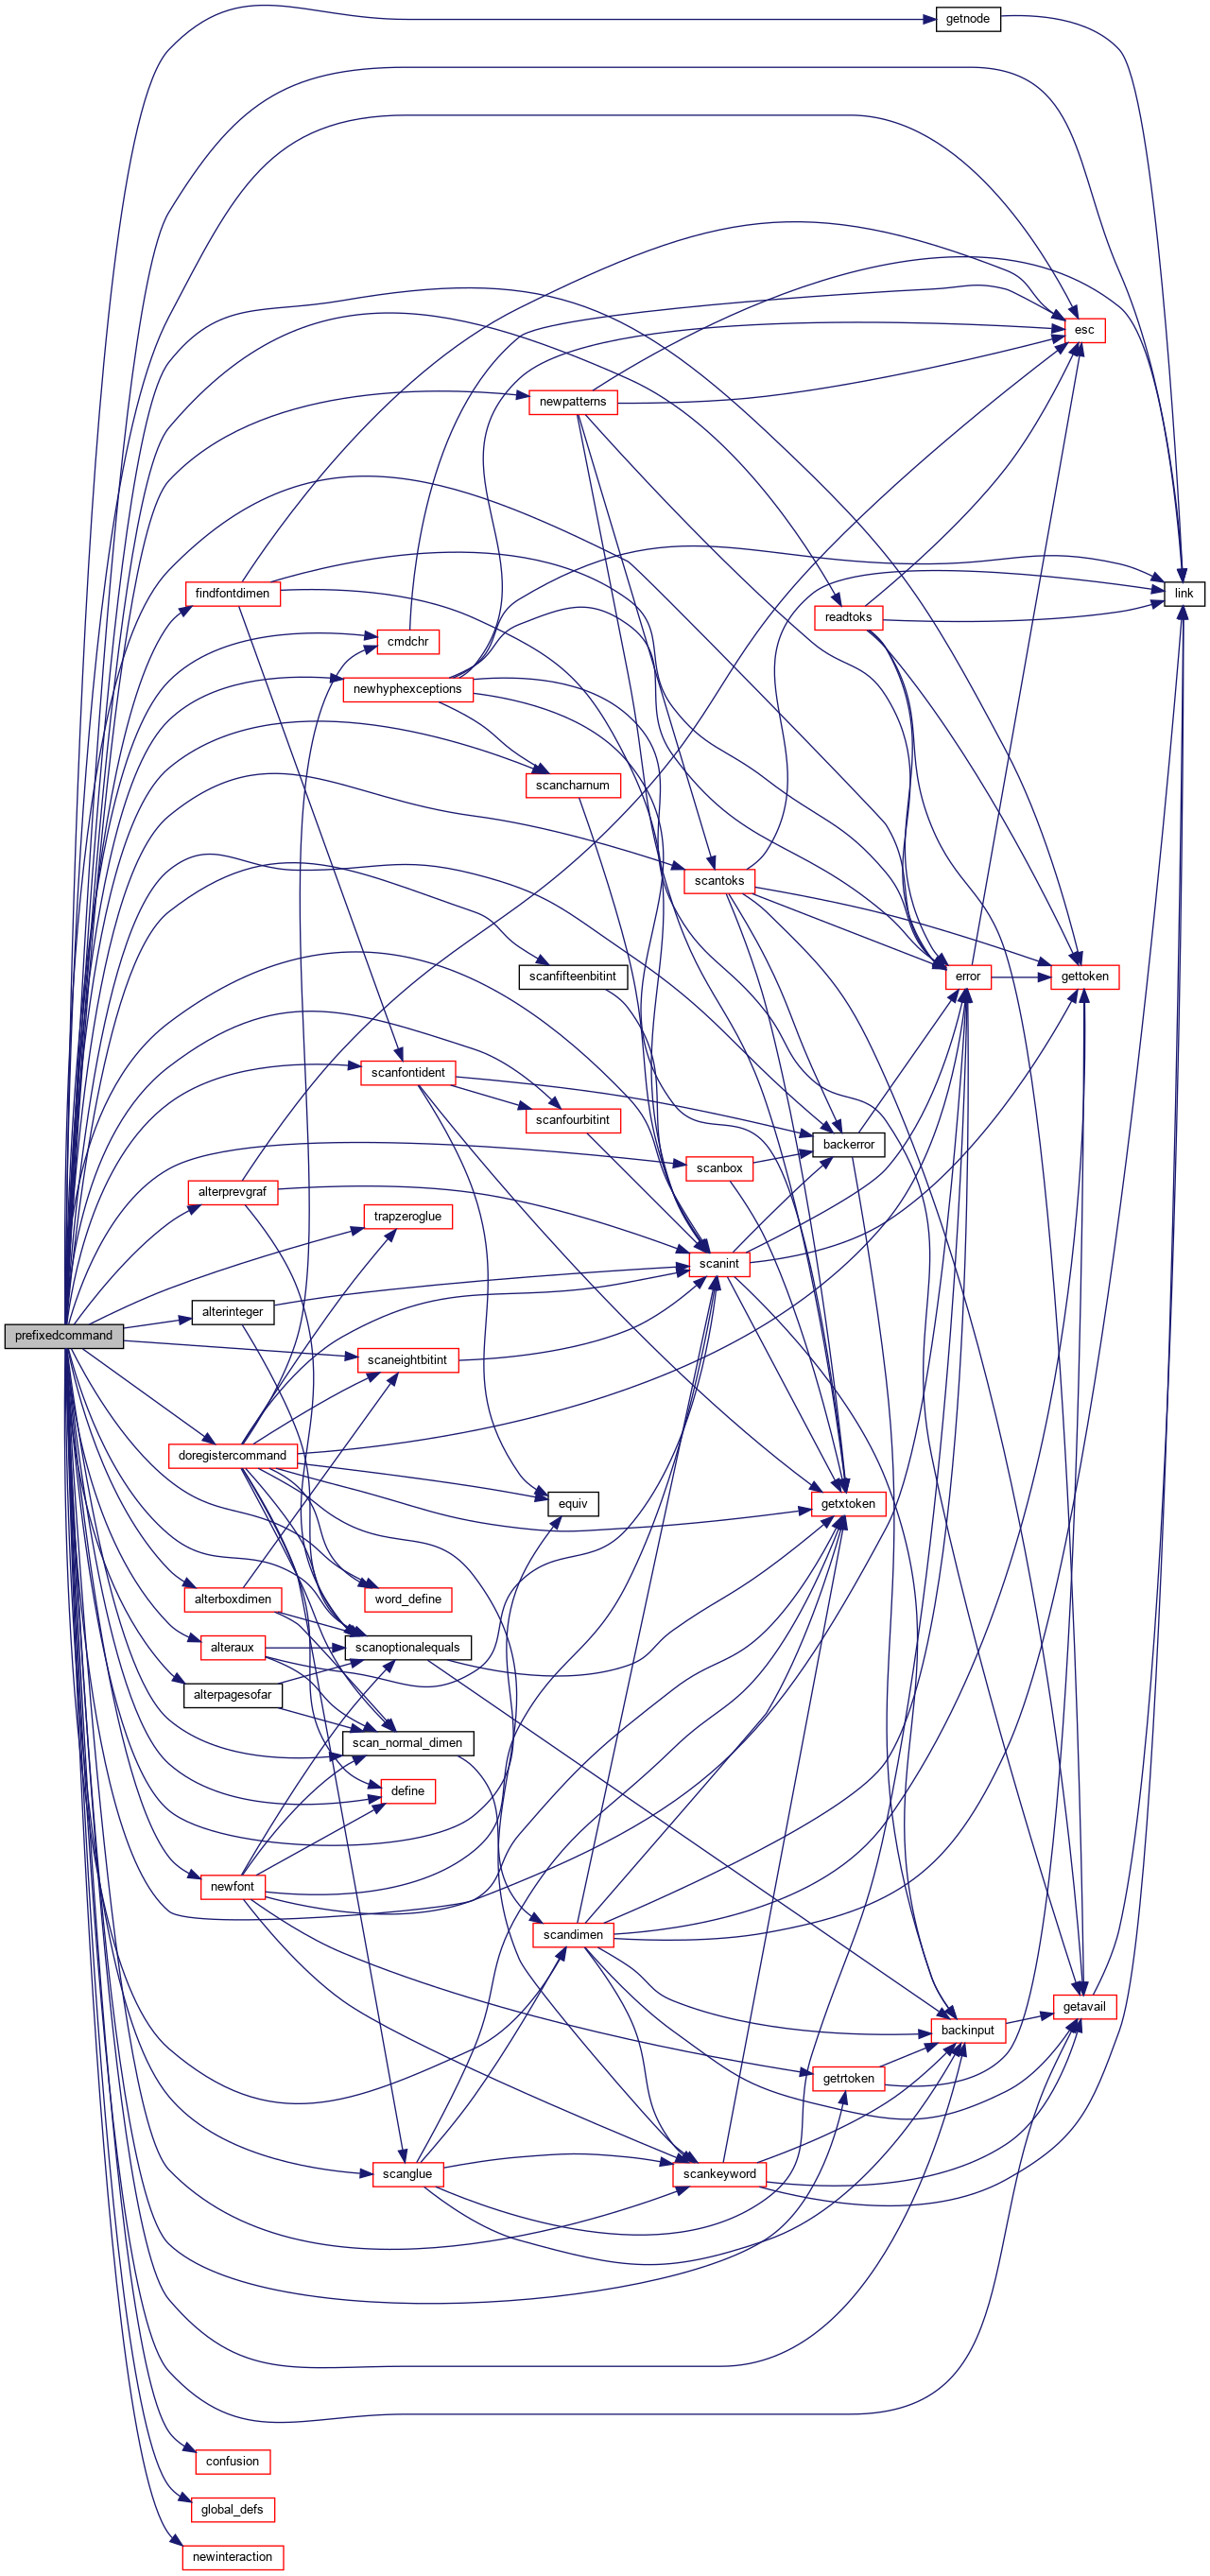 getnode
esc
newpatterns
findfontdimen
link
readtoks
cmdchr
newhyphexceptions
scancharnum
scantoks
scanfifteenbitint
error
gettoken
scanfontident
scanfourbitint
backerror
scanbox
alterprevgraf
trapzeroglue
scanint
alterinteger
prefixedcommand
scaneightbitint
doregistercommand
equiv
getxtoken
alterboxdimen
word_define
alteraux
scanoptionalequals
alterpagesofar
scan_normal_dimen
define
newfont
scandimen
getavail
backinput
getrtoken
scanglue
scankeyword
confusion
global_defs
newinteraction